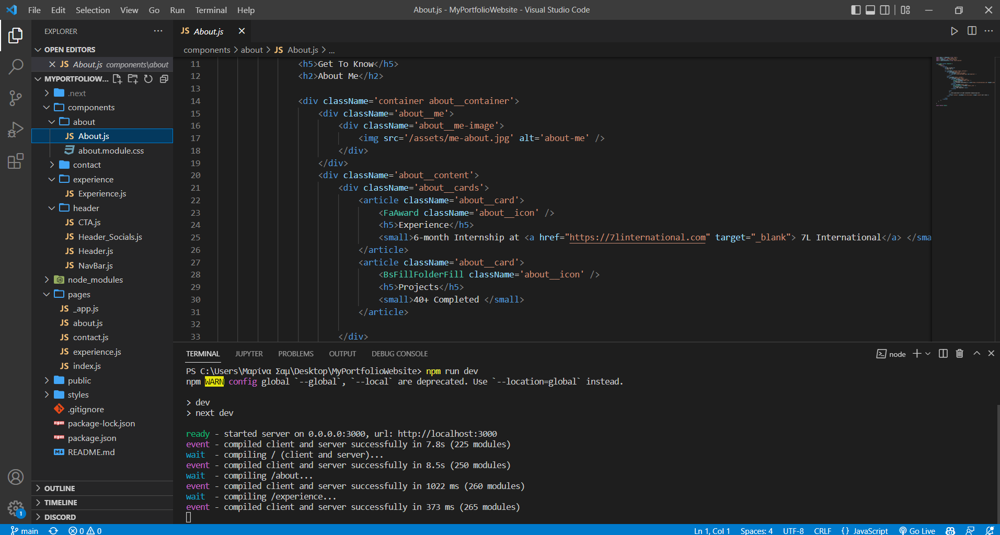 File Edit Selection View Go Run Terminal Help
About.js - MyPortfolioWebsite - Visual Studio Code
EXPLORER
OPEN EDITORS
JS About.js components\about
MYPORTFOLIOW...
.next
components
about
JS About.js
about.module.css
contact
experience
JS Experience.js
header
JS CTA.js
JS Header_Socials.js
JS Header.js
JS NavBar.js
node_modules
pages
JS _app.js
JS about.js
JS contact.js
JS experience.js
JS index.js
public
styles
.gitignore
npm package-lock.json
npm package.json
README.md
OUTLINE
TIMELINE
DISCORD
1
JS About.js
components > about > JS About.js > ...
11 <h5>Get To Know</h5>
12 <h2>About Me</h2>
13
14 <div className='container about__container'>
15 <div className='about__me'>
16 <div className='about__me-image'>
17 <img src='/assets/me-about.jpg' alt='about-me' />
18 </div>
19 </div>
20 <div className='about__content'>
21 <div className='about__cards'>
22 <article className='about__card'>
23 <FaAward className='about__icon' />
24 <h5>Experience</h5>
25 <small>6-month Internship at <a href="https://7linternational.com" target="_blank"> 7L International</a> </sma
26 </article>
27 <article className='about__card'>
28 <BsFillFolderFill className='about__icon' />
29 <h5>Projects</h5>
30 <small>40+ Completed </small>
31 </article>
32
33 </div>
TERMINAL JUPYTER PROBLEMS OUTPUT DEBUG CONSOLE
node
PS C:\Users\Μαρίνα Σαμ\Desktop\MyPortfolioWebsite> npm run dev
npm WARN config global `--global`, `--local` are deprecated. Use `--location=global` instead.
> dev
> next dev
ready - started server on 0.0.0.0:3000, url: http://localhost:3000
event - compiled client and server successfully in 7.8s (225 modules)
wait  - compiling / (client and server)...
event - compiled client and server successfully in 8.5s (250 modules)
wait  - compiling /about...
event - compiled client and server successfully in 1022 ms (260 modules)
wait  - compiling /experience...
event - compiled client and server successfully in 373 ms (265 modules)
main 0 0
Ln 1, Col 1 Spaces: 4 UTF-8 CRLF {} JavaScript Go Live